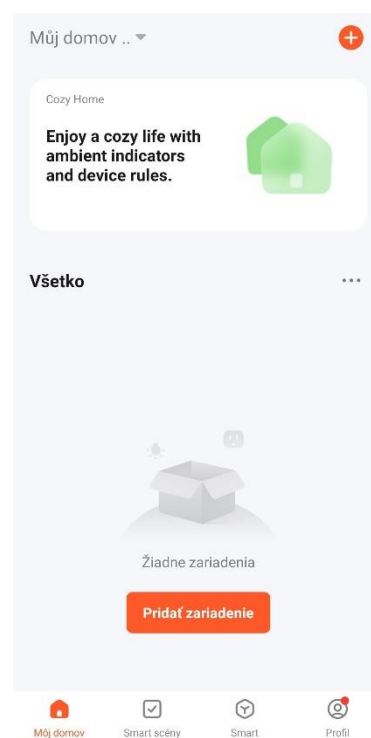 Můj domov ..
Cozy Home
Enjoy a cozy life with
ambient indicators
and device rules.
Všetko
Žiadne zariadenia
Pridať zariadenie
Môj domov
Smart scény
Smart
Profil